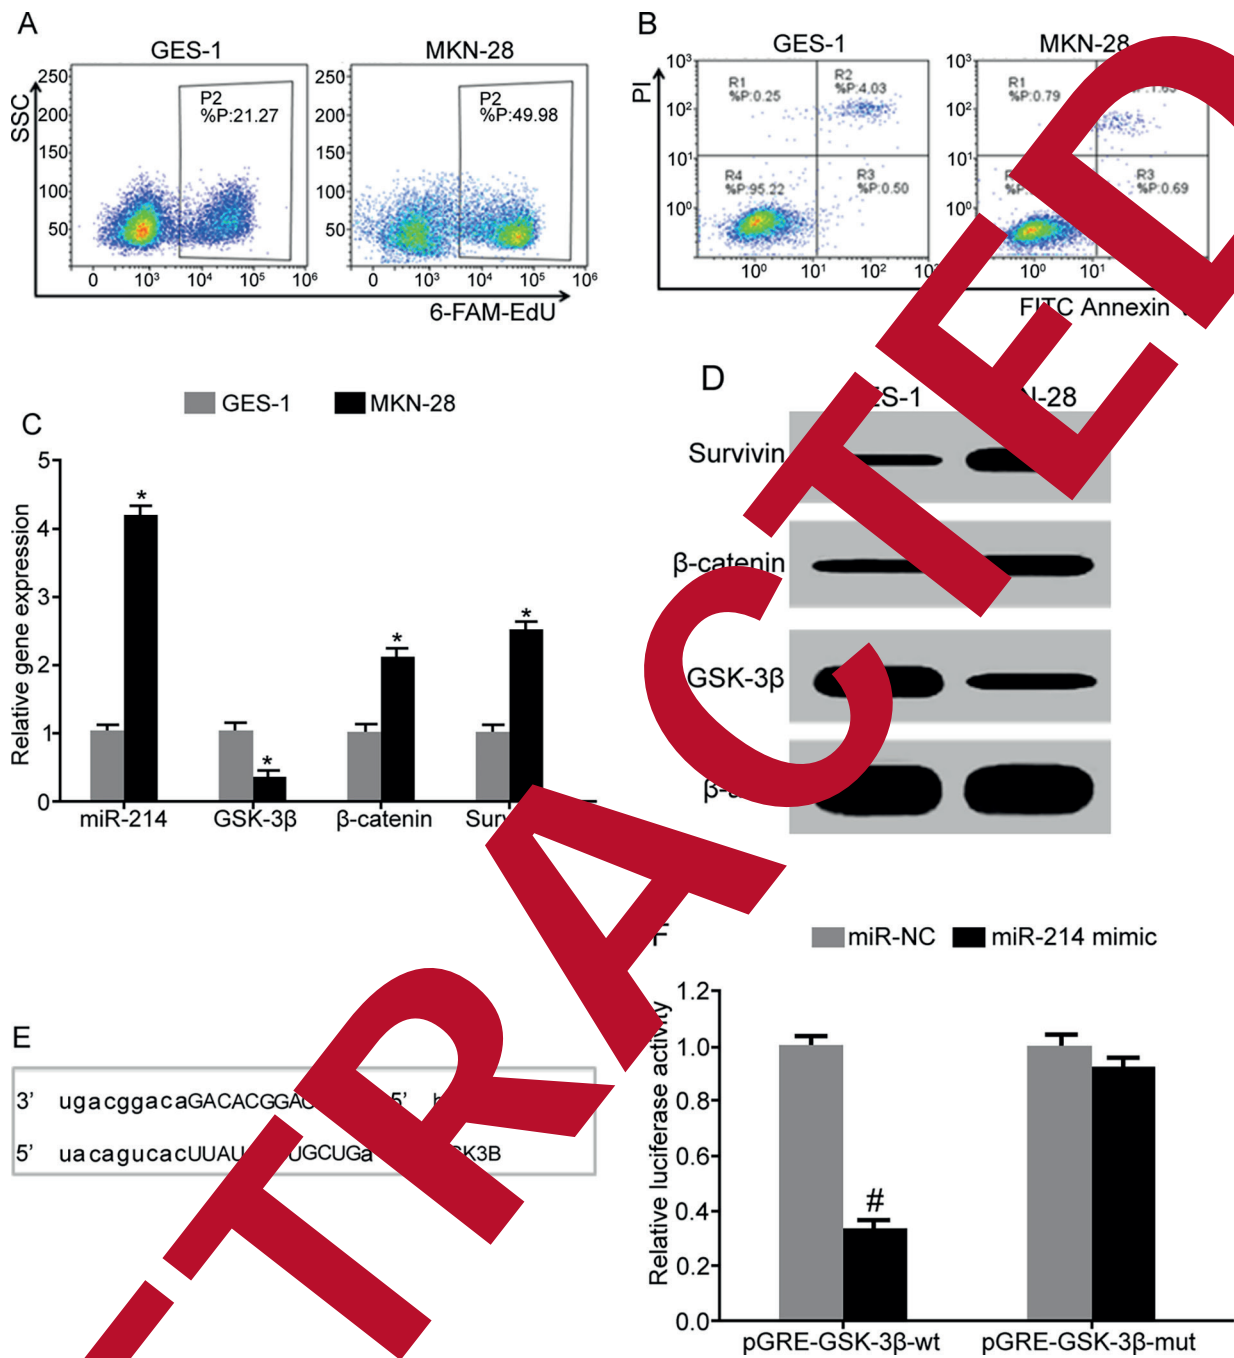 A
GES-1
MKN-28
SSC
250
200
150
100
50
P2
%P:21.27
0
10³
10⁴
10⁵
10⁶
250
200
150
100
50
P2
%P:49.98
0
10³
10⁴
10⁵
10⁶
6-FAM-EdU
B
GES-1
MKN-28
PI
10³
10²
10¹
10⁰
R1
%P:0.25
R2
%P:4.03
R4
%P:95.22
R3
%P:0.50
10⁰
10¹
10²
10³
10³
10²
10¹
10⁰
R1
%P:0.79
R3
%P:0.69
10⁰
10¹
FITC Annexin
C
GES-1
MKN-28
Relative gene expression
5
4
3
2
1
0
*
*
*
*
miR-214
GSK-3β
β-catenin
D
Survivin
β-catenin
GSK-3β
E
3’ ugacggacaGACACGGAC 5’
5’ uacagucacUUAU UGCUGa
F
miR-NC
miR-214 mimic
Relative luciferase activity
1.2
1.0
0.8
0.6
0.4
0.2
0.0
#
pGRE-GSK-3β-wt
pGRE-GSK-3β-mut
TRACTED